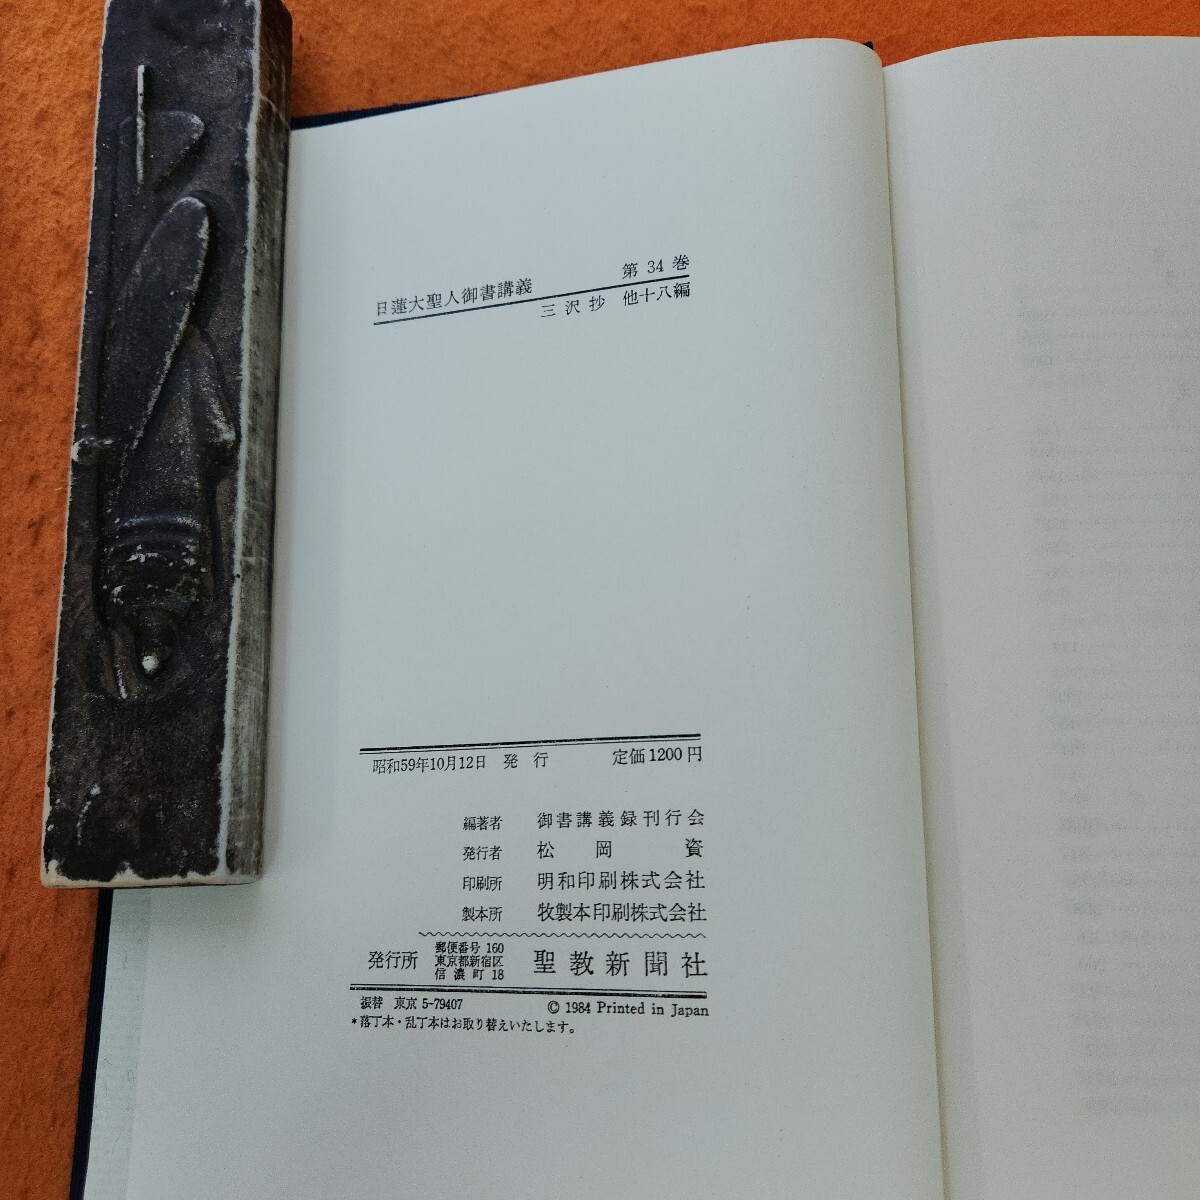 日蓮大聖人御書講義 第34巻
三沢抄 他十八編
昭和59年10月12日 発行 定価1200円
編著者 御書講義録刊行会
発行者 松岡資
印刷所 明和印刷株式会社
製本所 牧製本印刷株式会社
発行所 郵便番号 160 東京都新宿区 信濃町 18 聖教新聞社
振替 東京 5-79407 © 1984 Printed in Japan
*落丁本・乱丁本はお取り替えいたします。